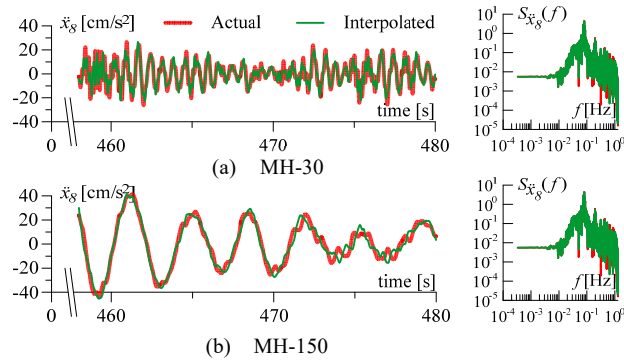 ẍ₈ [cm/s²] Actual Interpolated
40
20
0
-20
-40
time [s]
0 460 470 480
(a) MH-30
Sẍ₈(f)
10¹
10⁰
10⁻¹
10⁻²
10⁻³
10⁻⁴
10⁻⁵
f[Hz]
10⁻⁴ 10⁻³ 10⁻² 10⁻¹ 10⁰
ẍ₈ [cm/s²]
40
20
0
-20
-40
time [s]
0 460 470 480
(b) MH-150
Sẍ₈(f)
10¹
10⁰
10⁻¹
10⁻²
10⁻³
10⁻⁴
10⁻⁵
f[Hz]
10⁻⁴ 10⁻³ 10⁻² 10⁻¹ 10⁰